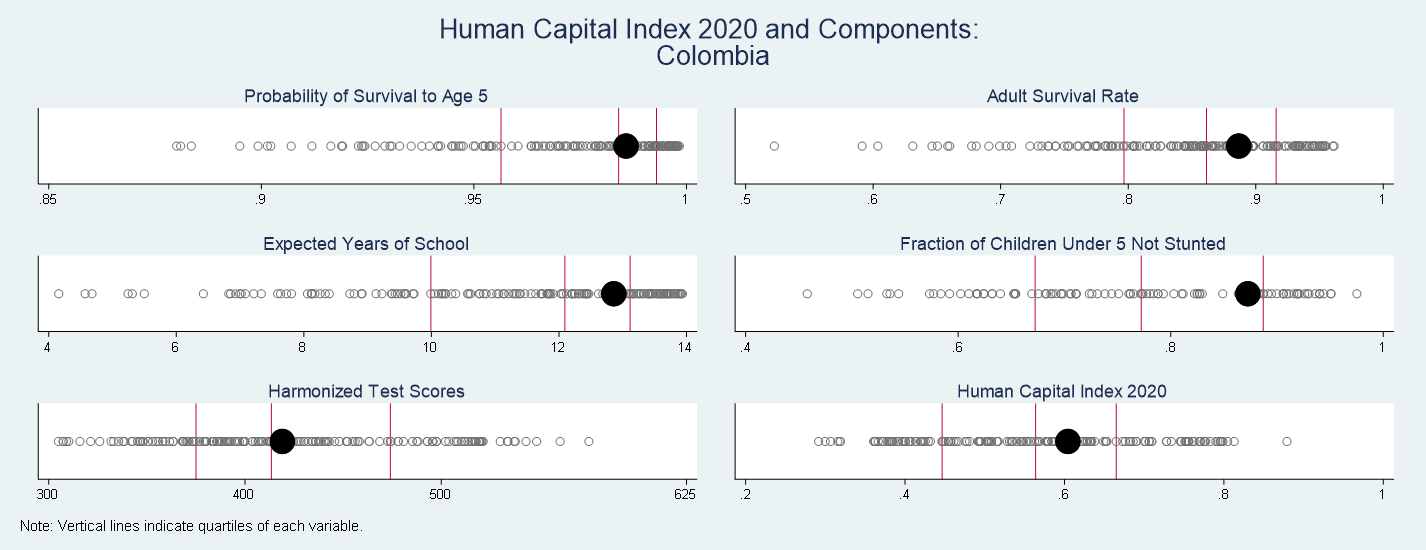 Human Capital Index 2020 and Components:
Colombia
Probability of Survival to Age 5
.85 .9 .95 1
Adult Survival Rate
.5 .6 .7 .8 .9 1
Expected Years of School
4 6 8 10 12 14
Fraction of Children Under 5 Not Stunted
.4 .6 .8 1
Harmonized Test Scores
300 400 500 625
Human Capital Index 2020
.2 .4 .6 .8 1
Note: Vertical lines indicate quartiles of each variable.